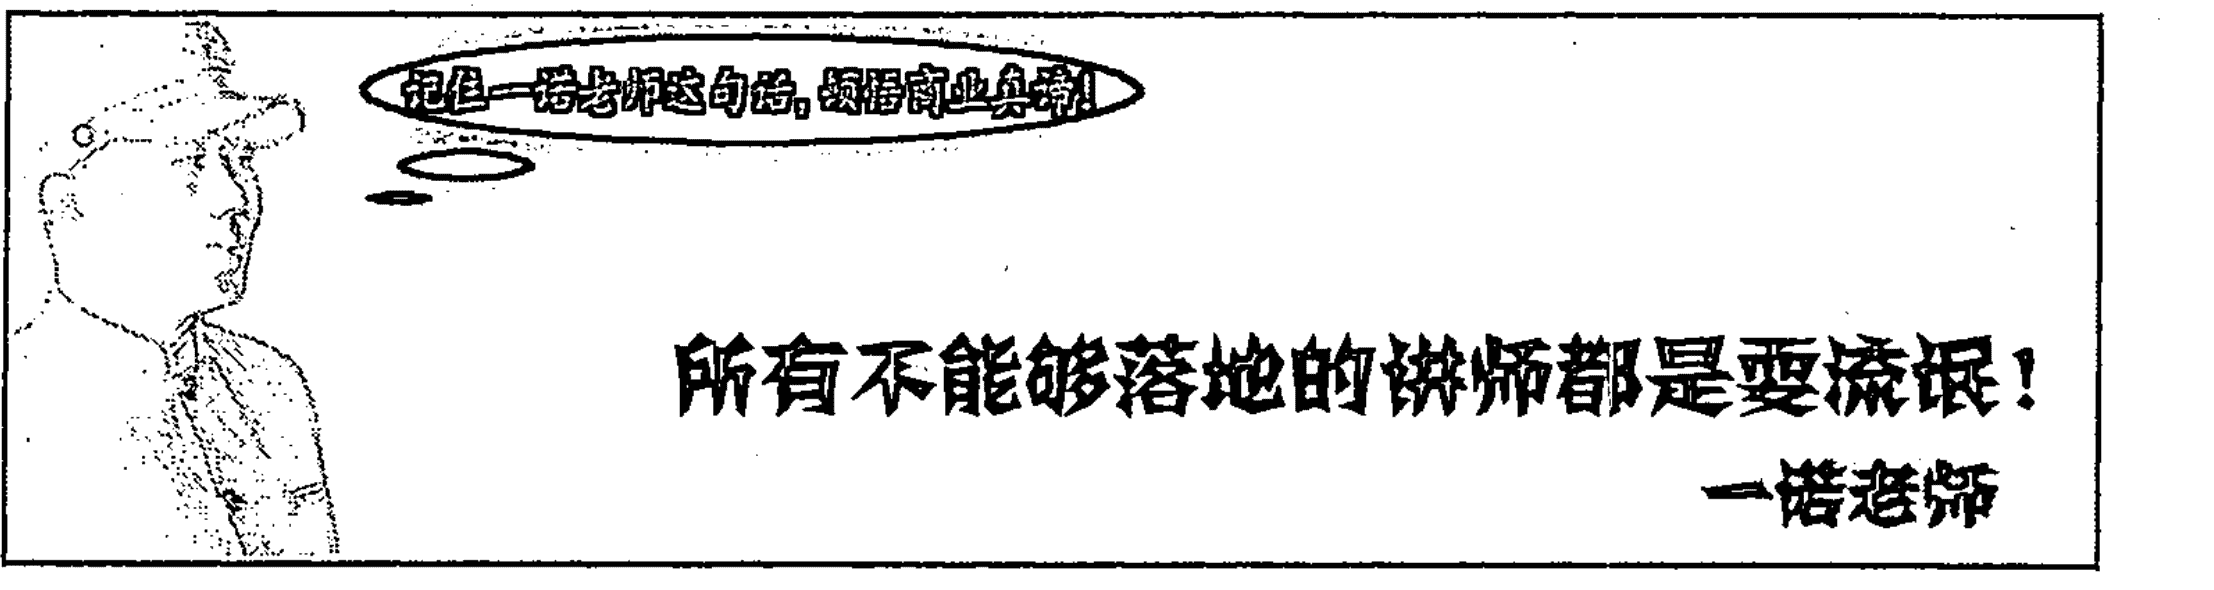 记住一诺老师这句话，领悟商业真谛！
所有不能够落地的讲师都是耍流氓！
一诺老师